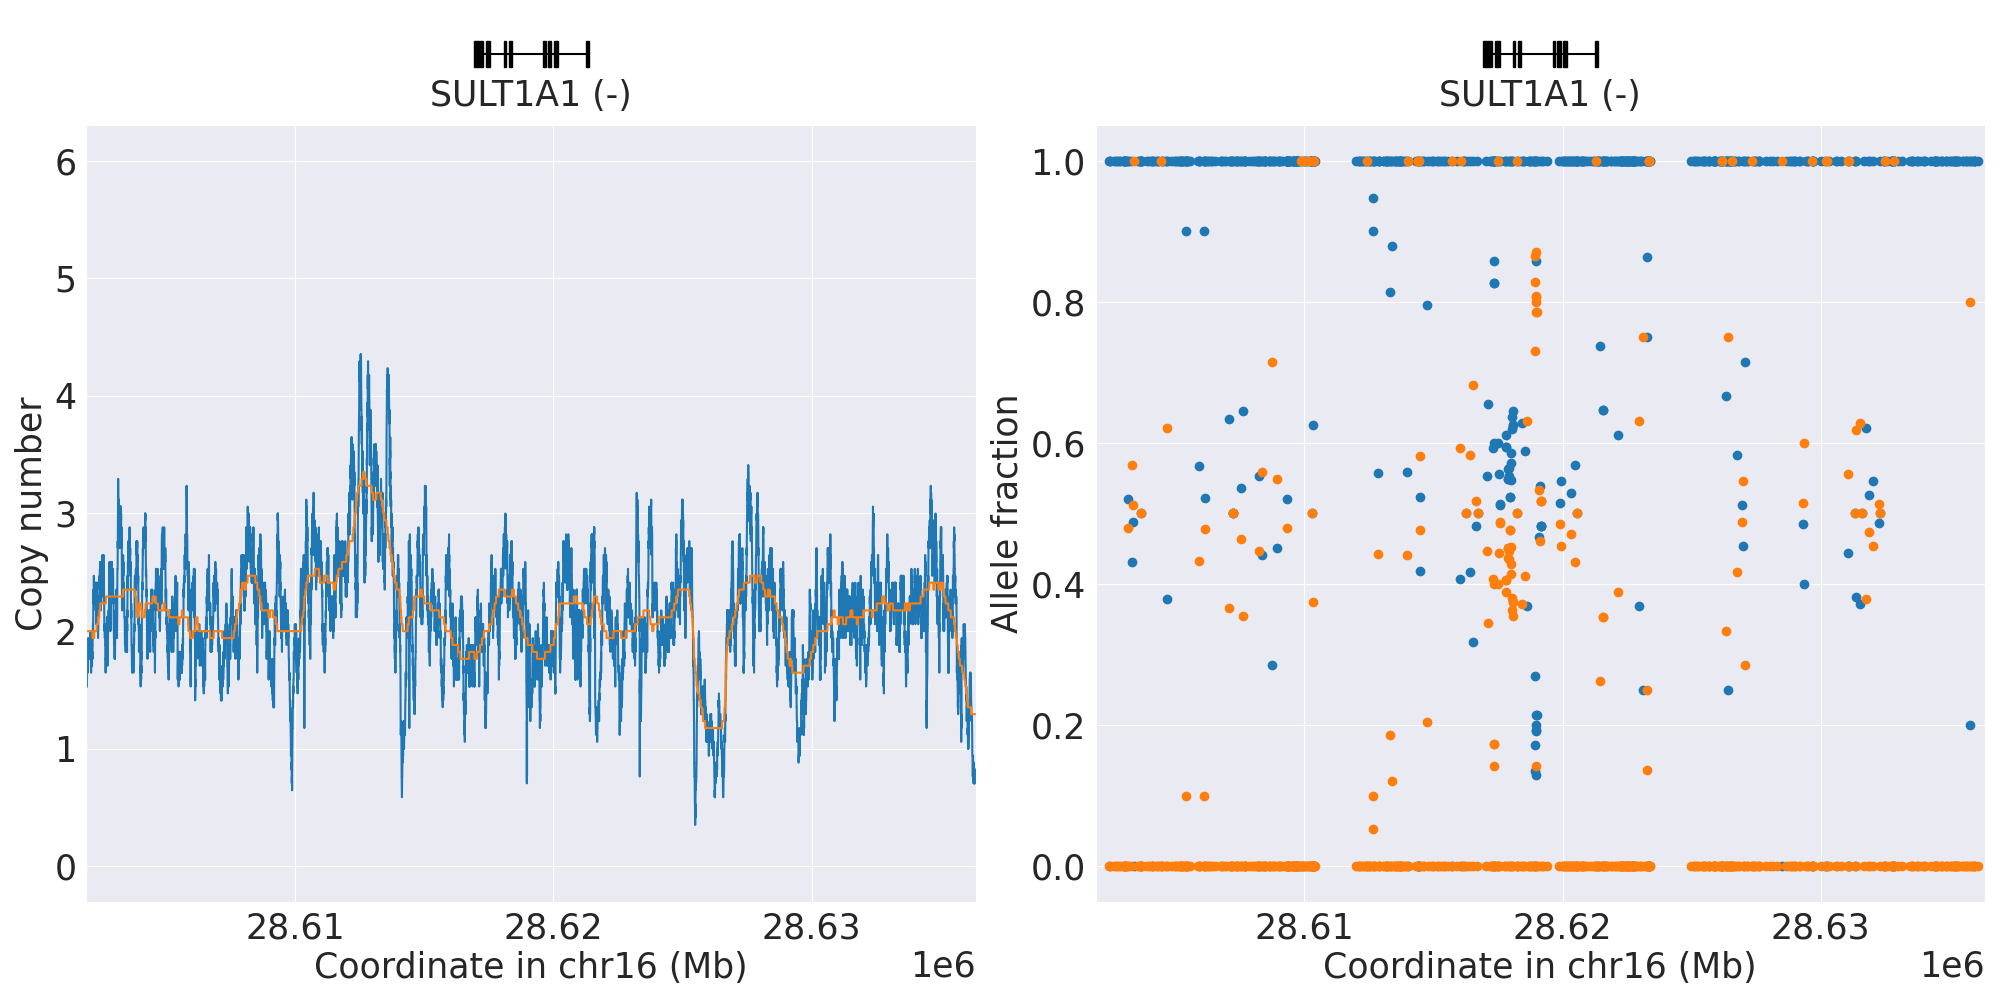 SULT1A1 (-)
SULT1A1 (-)
6
5
4
3
2
1
0
Copy number
28.61
28.62
28.63
Coordinate in chr16 (Mb)
1e6
1.0
0.8
0.6
0.4
0.2
0.0
Allele fraction
28.61
28.62
28.63
Coordinate in chr16 (Mb)
1e6